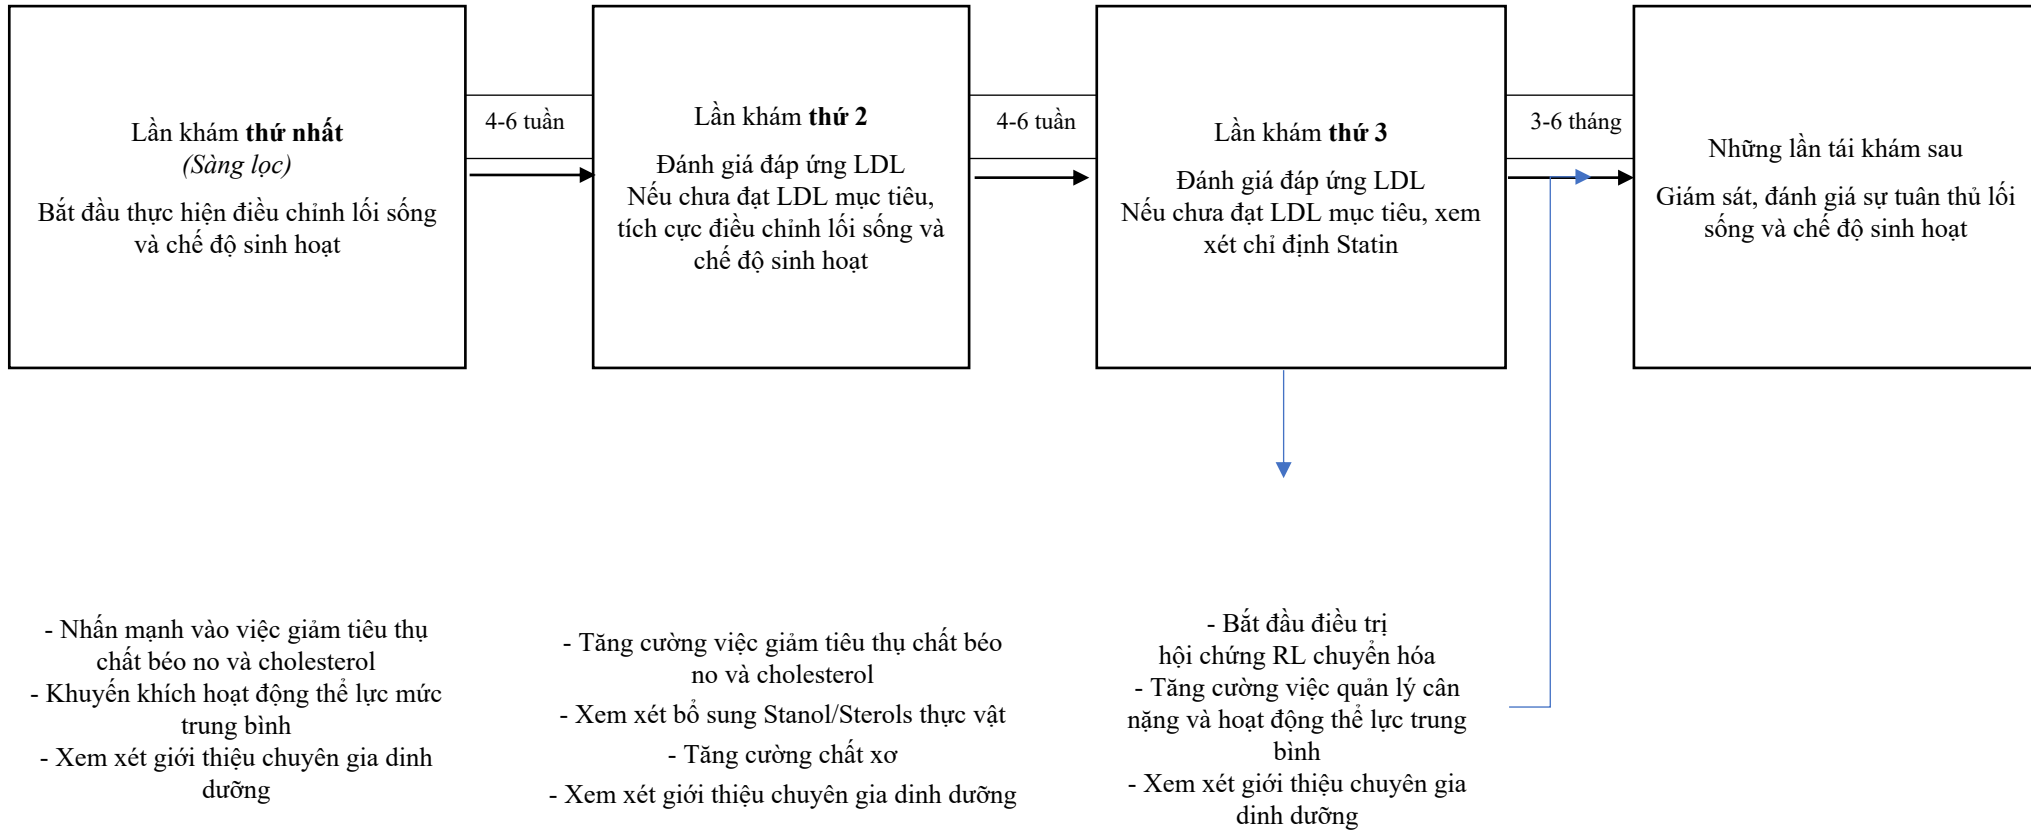 Lần khám thứ nhất
(Sàng lọc)
Bắt đầu thực hiện điều chỉnh lối sống
và chế độ sinh hoạt
4-6 tuần
Lần khám thứ 2
Đánh giá đáp ứng LDL
Nếu chưa đạt LDL mục tiêu,
tích cực điều chỉnh lối sống và
chế độ sinh hoạt
4-6 tuần
Lần khám thứ 3
Đánh giá đáp ứng LDL
Nếu chưa đạt LDL mục tiêu, xem
xét chỉ định Statin
3-6 tháng
Những lần tái khám sau
Giám sát, đánh giá sự tuân thủ lối
sống và chế độ sinh hoạt
- Nhấn mạnh vào việc giảm tiêu thụ
chất béo no và cholesterol
- Khuyến khích hoạt động thể lực mức
trung bình
- Xem xét giới thiệu chuyên gia dinh
dưỡng
- Tăng cường việc giảm tiêu thụ chất béo
no và cholesterol
- Xem xét bổ sung Stanol/Sterols thực vật
- Tăng cường chất xơ
- Xem xét giới thiệu chuyên gia dinh dưỡng
- Bắt đầu điều trị
hội chứng RL chuyển hóa
- Tăng cường việc quản lý cân
nặng và hoạt động thể lực trung
bình
- Xem xét giới thiệu chuyên gia
dinh dưỡng